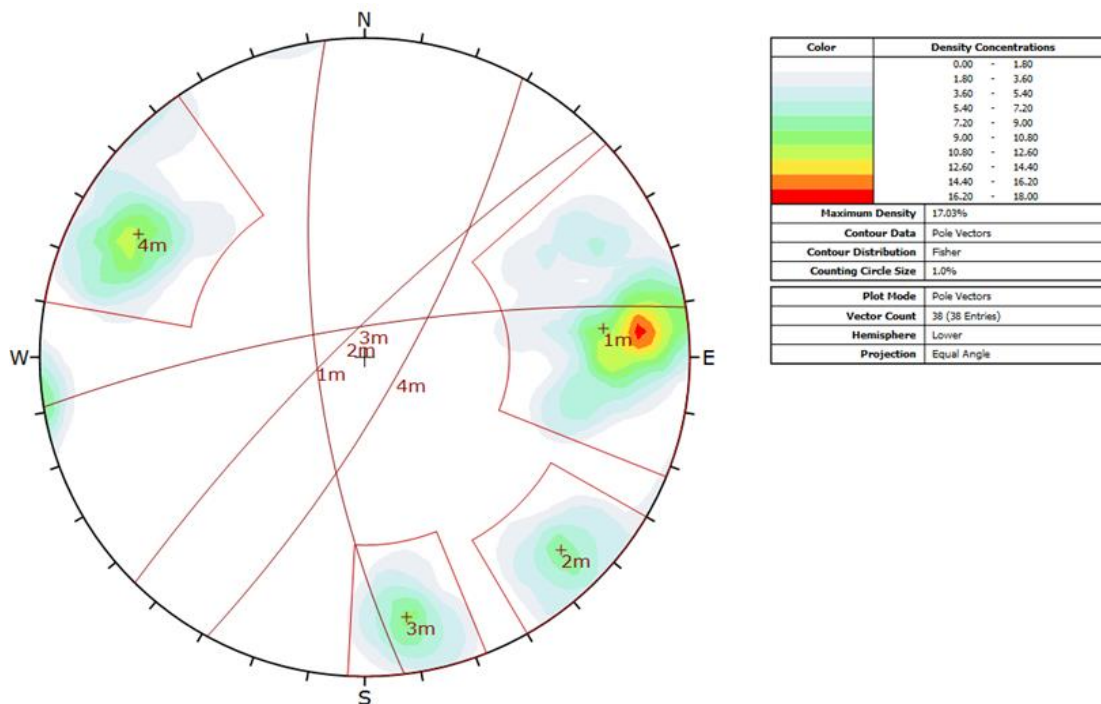 N
W
E
S
4m
3m
2m
1m
4m
1m
2m
3m
Color Density Concentrations
0.00 - 1.80
1.80 - 3.60
3.60 - 5.40
5.40 - 7.20
7.20 - 9.00
9.00 - 10.80
10.80 - 12.60
12.60 - 14.40
14.40 - 16.20
16.20 - 18.00
Maximum Density 17.03%
Contour Data Pole Vectors
Contour Distribution Fisher
Counting Circle Size 1.0%
Plot Mode Pole Vectors
Vector Count 38 (38 Entries)
Hemisphere Lower
Projection Equal Angle